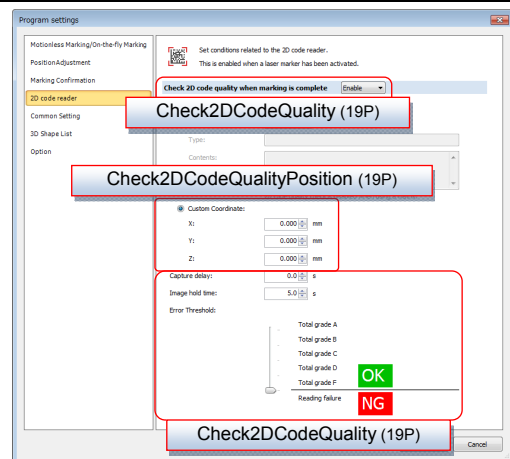 Program settings
Motionless Marking/On-the-fly Marking
PositionAdjustment
Marking Confirmation
2D code reader
Common Setting
3D Shape List
Option
Set conditions related to the 2D code reader.
This is enabled when a laser marker has been activated.
Check 2D code quality when marking is complete Enable
Check2DCodeQuality (19P)
Type:
Contents:
Check2DCodeQualityPosition (19P)
Custom Coordinate:
X: 0.000 mm
Y: 0.000 mm
Z: 0.000 mm
Capture delay: 0.0 s
Image hold time: 5.0 s
Error Threshold:
Total grade A
Total grade B
Total grade C
Total grade D
OK
Total grade F
Reading failure
NG
Check2DCodeQuality (19P)
Cancel